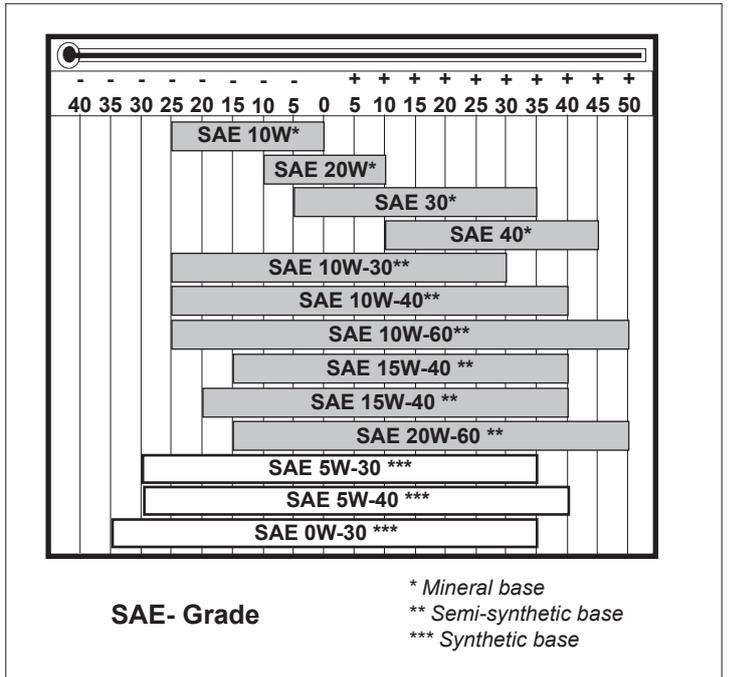 - - - - - - - - + + + + + + + + + +
40 35 30 25 20 15 10 5 0 5 10 15 20 25 30 35 40 45 50
SAE 10W*
SAE 20W*
SAE 30*
SAE 40*
SAE 10W-30**
SAE 10W-40**
SAE 10W-60**
SAE 15W-40 **
SAE 15W-40 **
SAE 20W-60 **
SAE 5W-30 ***
SAE 5W-40 ***
SAE 0W-30 ***
SAE- Grade
* Mineral base
** Semi-synthetic base
*** Synthetic base